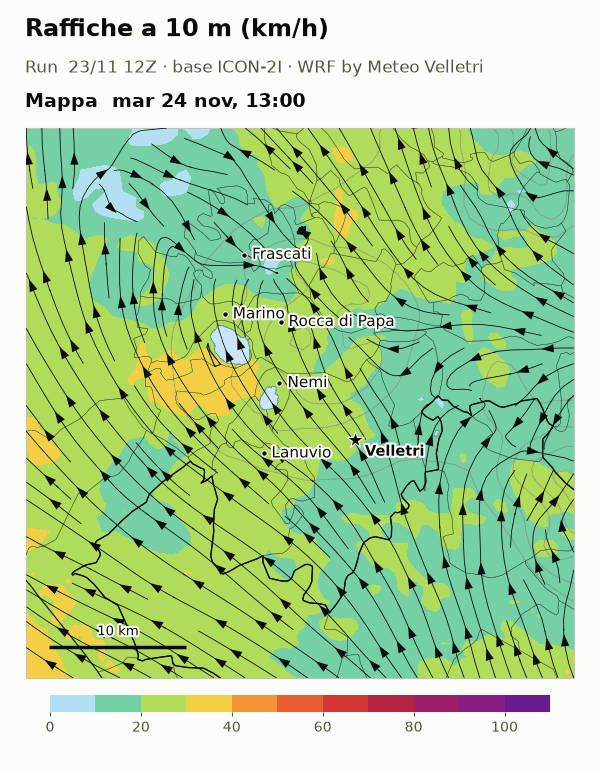 Raffiche a 10 m (km/h)
Run 23/11 12Z · base ICON-2I · WRF by Meteo Velletri
Mappa mar 24 nov, 13:00
Frascati
Marino
Rocca di Papa
Nemi
Velletri
Lanuvio
10 km
0 20 40 60 80 100